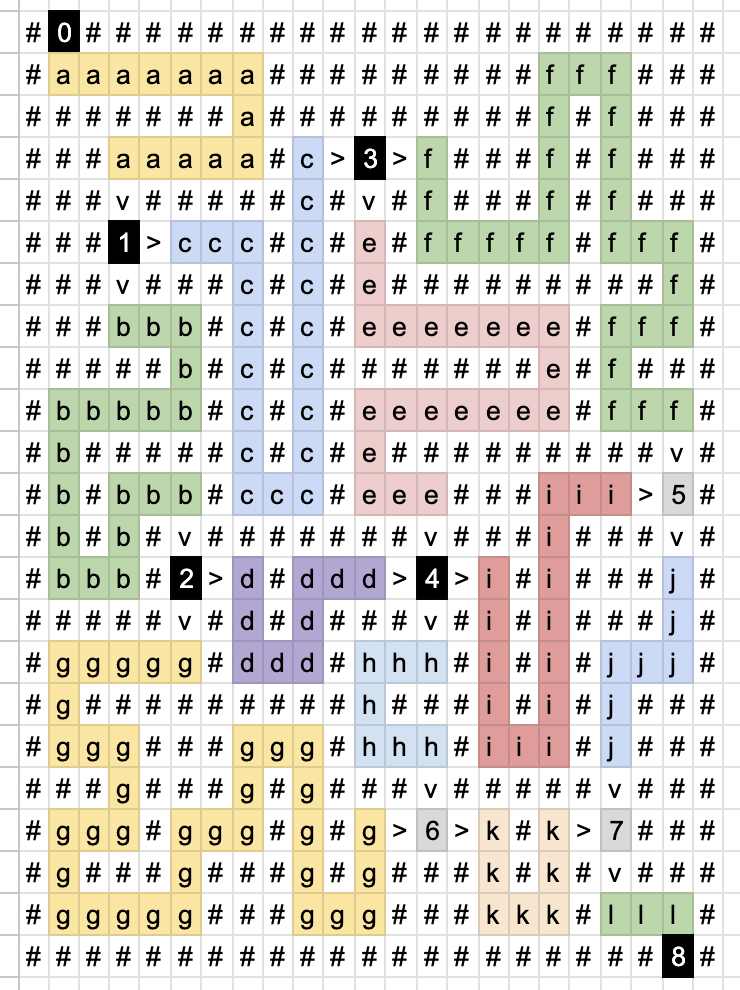 # 0 # # # # # # # # # # # # # # # # # # # # #
# a a a a a a a # # # # # # # # # f f f # # #
# # # # # # # a # # # # # # # # # f # f # # #
# # # a a a a a # c > 3 > f # # # f # f # # #
# # # v # # # # # c # v # f # # # f # f # # #
# # # 1 > c c c # c # e # f f f f f # f f f #
# # # v # # # c # c # e # # # # # # # # # f #
# # # b b b # c # c # e e e e e e e # f f f #
# # # # # b # c # c # # # # # # # e # f # # #
# b b b b b # c # c # e e e e e e e # f f f #
# b # # # # # c # c # e # # # # # # # # # v #
# b # b b b # c c c # e e e # # # i i i > 5 #
# b # b # v # # # # # # # v # # # i # # # v #
# b b b # 2 > d # d d d > 4 > i # i # # # j #
# # # # # v # d # d # # # v # i # i # # # j #
# g g g g g # d d d # h h h # i # i # j j j #
# g # # # # # # # # # h # # # i # i # j # # #
# g g g # # # g g g # h h h # i i i # j # # #
# # # g # # # g # g # # # v # # # # # v # # #
# g g g # g g g # g # g > 6 > k # k > 7 # # #
# g # # # g # # # g # g # # # k # k # v # # #
# g g g g g # # # g g g # # # k k k # l l l #
# # # # # # # # # # # # # # # # # # # # # 8 #